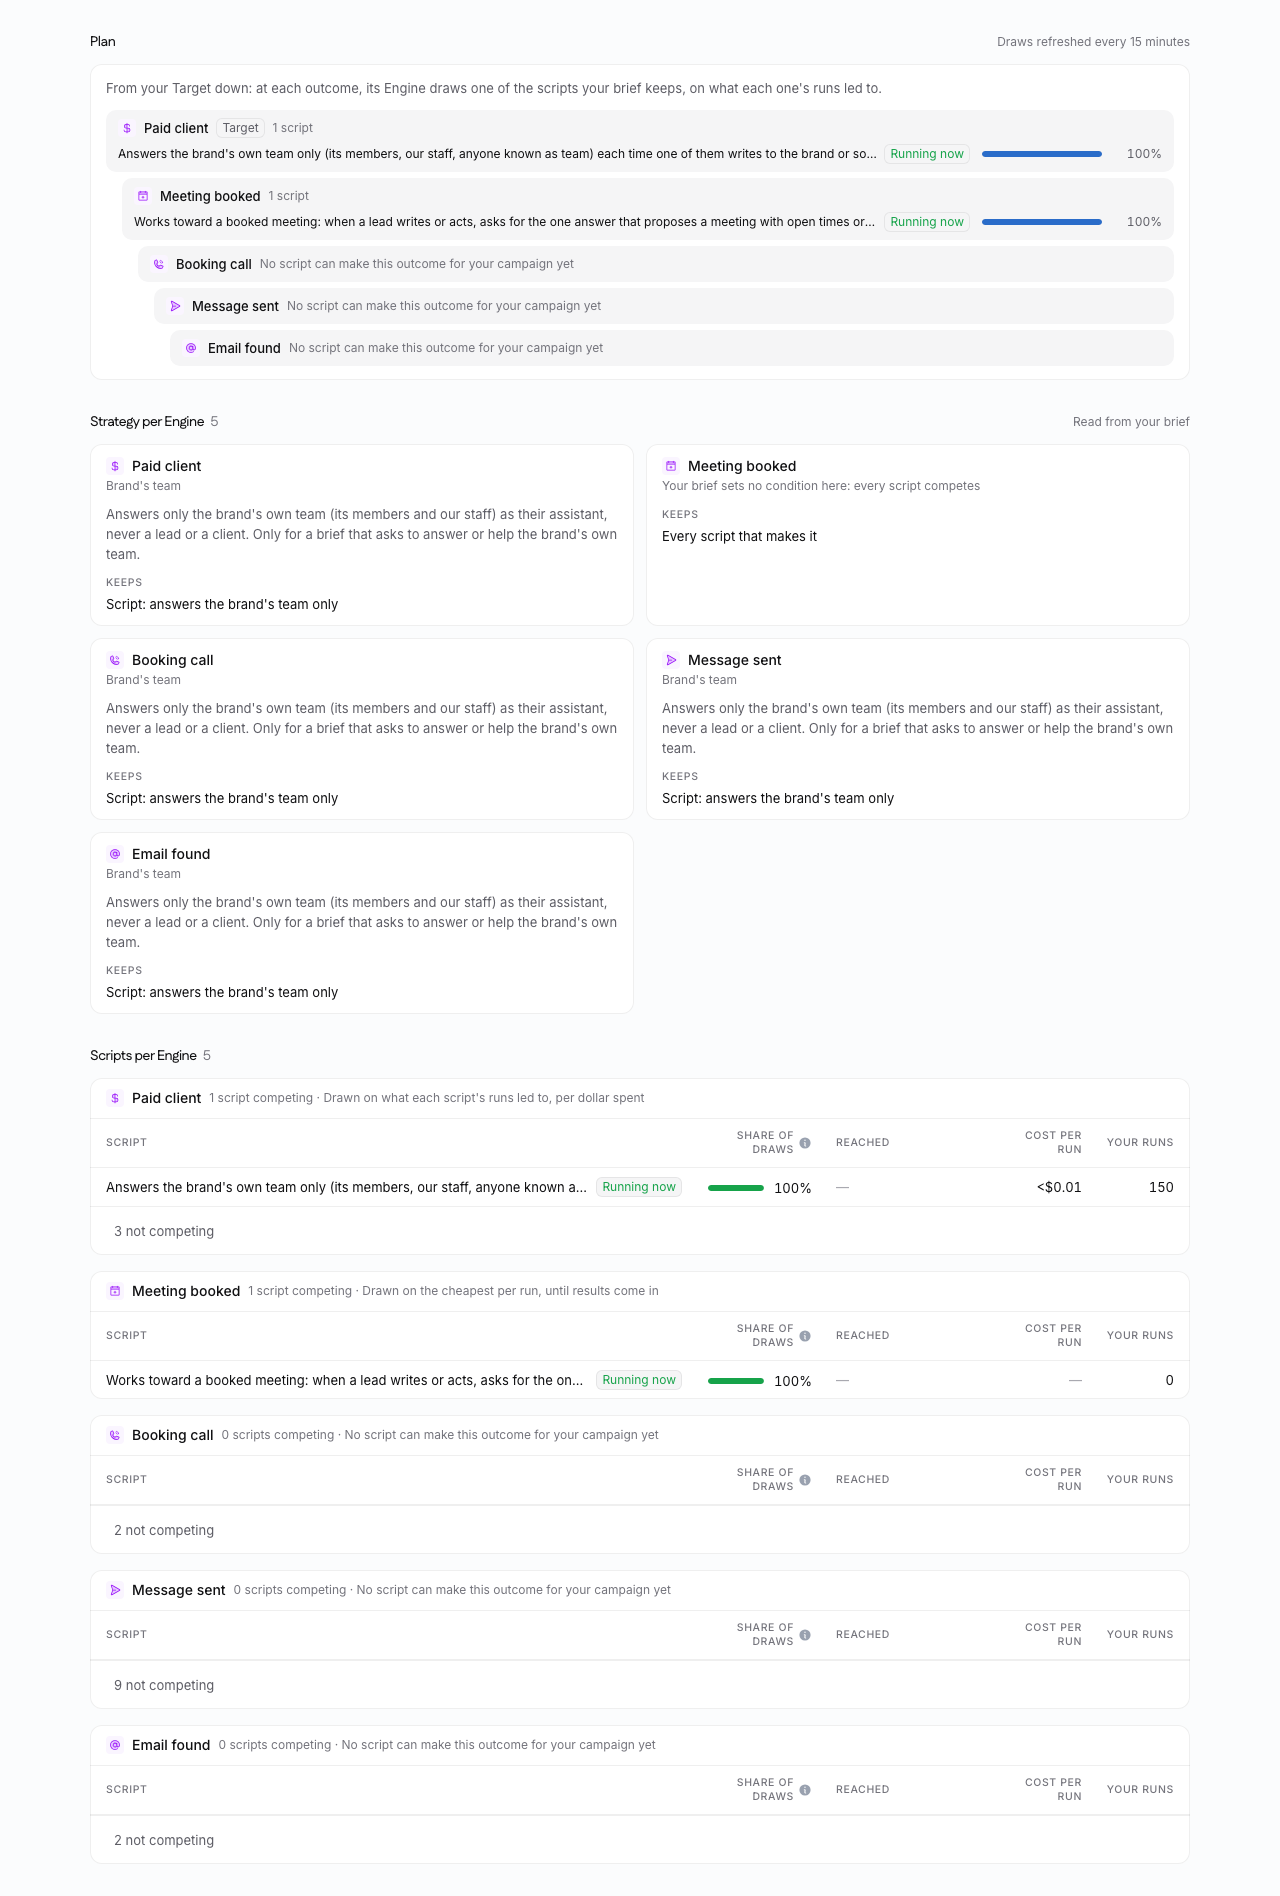 Plan
Draws refreshed every 15 minutes
From your Target down: at each outcome, its Engine draws one of the scripts your brief keeps, on what each one's runs led to.
Paid client Target 1 script
Answers the brand's own team only (its members, our staff, anyone known as team) each time one of them writes to the brand or so... Running now 100%
Meeting booked 1 script
Works toward a booked meeting: when a lead writes or acts, asks for the one answer that proposes a meeting with open times or... Running now 100%
Booking call No script can make this outcome for your campaign yet
Message sent No script can make this outcome for your campaign yet
Email found No script can make this outcome for your campaign yet
Strategy per Engine 5
Read from your brief
Paid client
Brand's team
Answers only the brand's own team (its members and our staff) as their assistant,
never a lead or a client. Only for a brief that asks to answer or help the brand's own
team.
KEEPS
Script: answers the brand's team only
Meeting booked
Your brief sets no condition here: every script competes
KEEPS
Every script that makes it
Booking call
Brand's team
Answers only the brand's own team (its members and our staff) as their assistant,
never a lead or a client. Only for a brief that asks to answer or help the brand's own
team.
KEEPS
Script: answers the brand's team only
Message sent
Brand's team
Answers only the brand's own team (its members and our staff) as their assistant,
never a lead or a client. Only for a brief that asks to answer or help the brand's own
team.
KEEPS
Script: answers the brand's team only
Email found
Brand's team
Answers only the brand's own team (its members and our staff) as their assistant,
never a lead or a client. Only for a brief that asks to answer or help the brand's own
team.
KEEPS
Script: answers the brand's team only
Scripts per Engine 5
Paid client 1 script competing · Drawn on what each script's runs led to, per dollar spent
SCRIPT SHARE OF DRAWS REACHED COST PER RUN YOUR RUNS
Answers the brand's own team only (its members, our staff, anyone known a... Running now 100% — <$0.01 150
3 not competing
Meeting booked 1 script competing · Drawn on the cheapest per run, until results come in
SCRIPT SHARE OF DRAWS REACHED COST PER RUN YOUR RUNS
Works toward a booked meeting: when a lead writes or acts, asks for the on... Running now 100% — — 0
Booking call 0 scripts competing · No script can make this outcome for your campaign yet
SCRIPT SHARE OF DRAWS REACHED COST PER RUN YOUR RUNS
2 not competing
Message sent 0 scripts competing · No script can make this outcome for your campaign yet
SCRIPT SHARE OF DRAWS REACHED COST PER RUN YOUR RUNS
9 not competing
Email found 0 scripts competing · No script can make this outcome for your campaign yet
SCRIPT SHARE OF DRAWS REACHED COST PER RUN YOUR RUNS
2 not competing